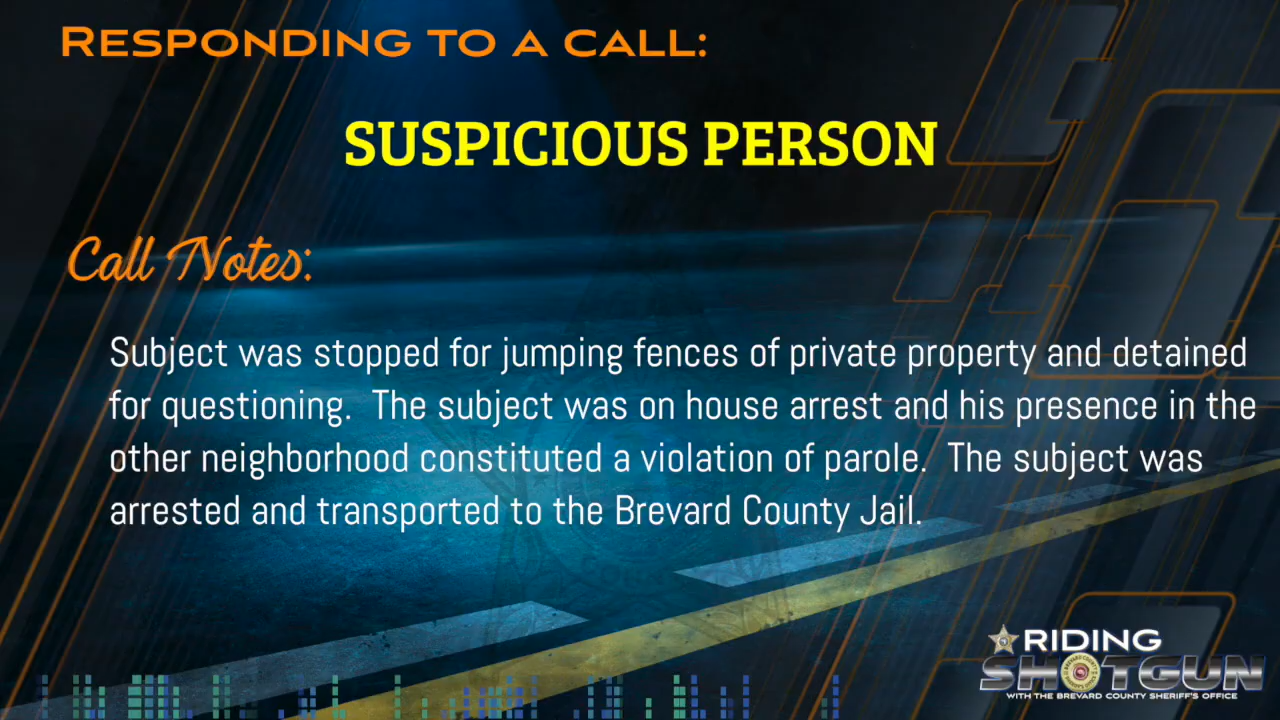 RESPONDING TO A CALL:
SUSPICIOUS PERSON
Call Notes:
Subject was stopped for jumping fences of private property and detained
for questioning. The subject was on house arrest and his presence in the
other neighborhood constituted a violation of parole. The subject was
arrested and transported to the Brevard County Jail.
RIDING
SHOTGUN
WITH THE BREVARD COUNTY SHERIFF'S OFFICE